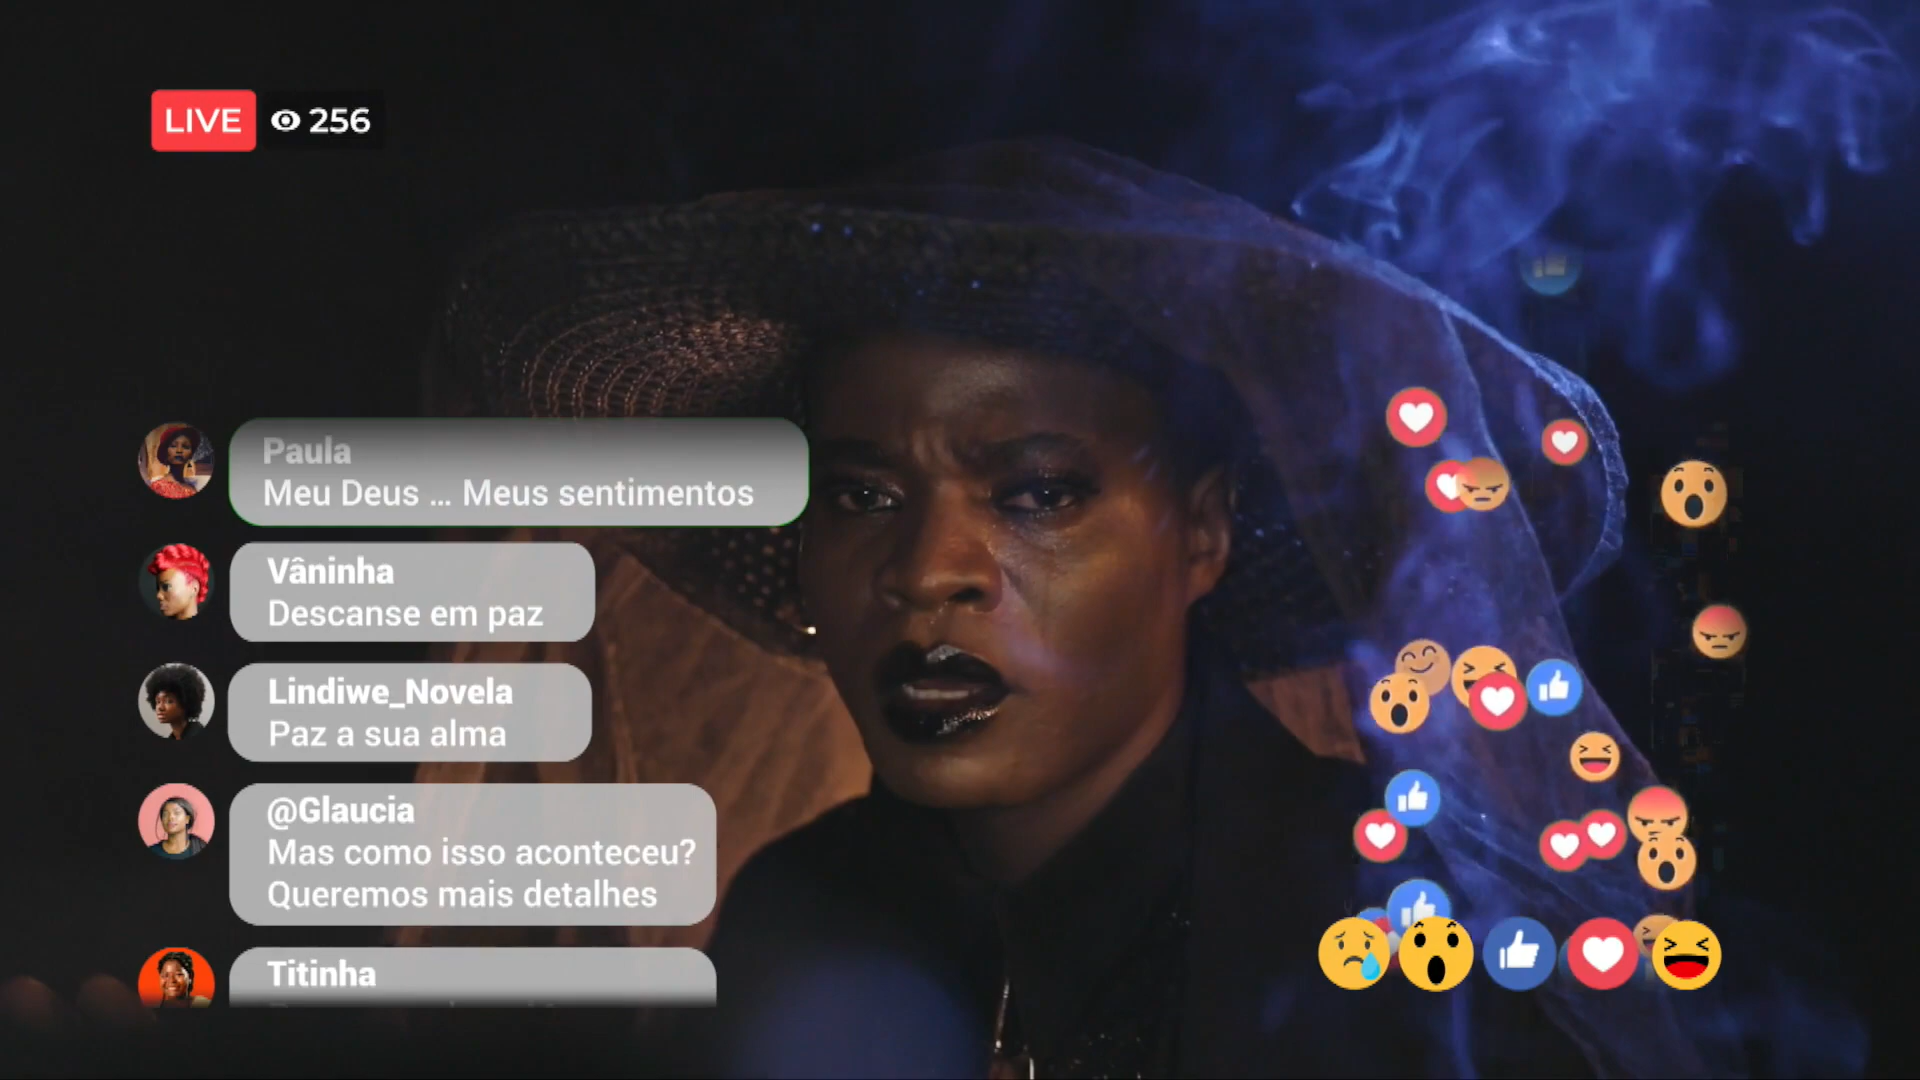 LIVE 256
Paula
Meu Deus ... Meus sentimentos
Vâninha
Descanse em paz
Lindiwe_Novela
Paz a sua alma
@Glaucia
Mas como isso aconteceu?
Queremos mais detalhes
Titinha